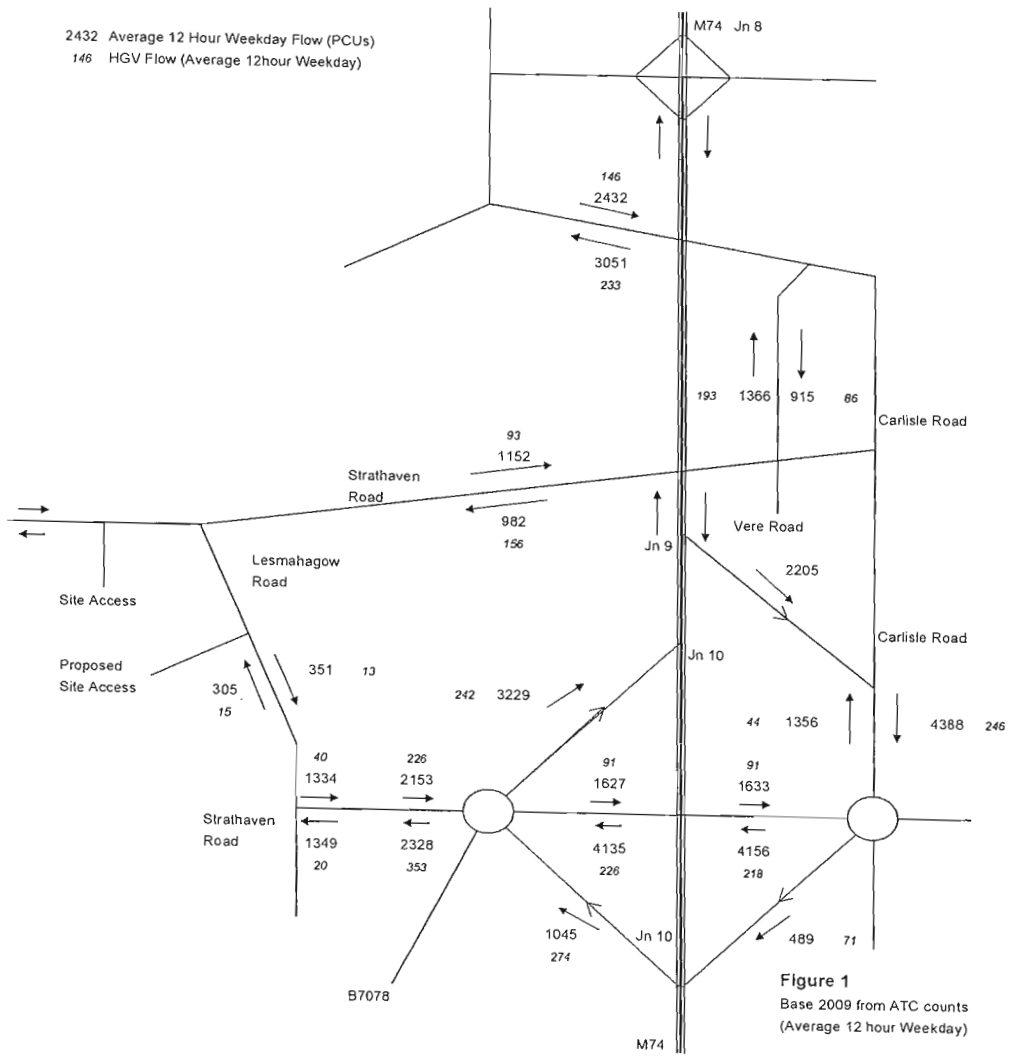 M74 Jn 8
2432 Average 12 Hour Weekday Flow (PCUs)
146 HGV Flow (Average 12hour Weekday)
146
2432
3051
233
193 1366 915 86
Carlisle Road
93
1152
Strathaven
Road
982
156
Vere Road
Jn 9
Lesmahagow
Road
2205
Site Access
Carlisle Road
Proposed
Site Access
351 13
305
15
Jn 10
242 3229
44 1356
4388 246
40
1334
226
2153
91
1627
91
1633
Strathaven
Road
1349
20
2328
353
4135
226
4156
218
1045
274
Jn 10
489 71
B7078
Figure 1
Base 2009 from ATC counts
(Average 12 hour Weekday)
M74